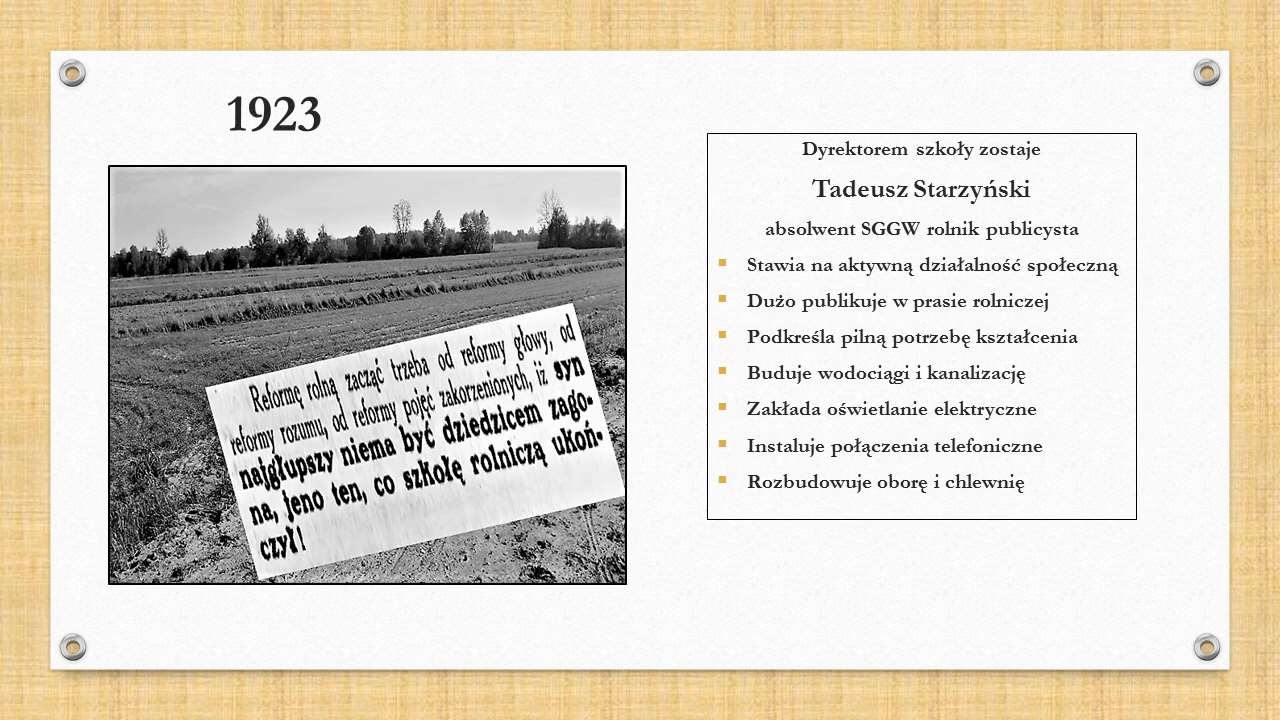 1923
Reformę rolną zacząć trzeba od reformy głowy, od
reformy rozumu, od reformy pojęć zakorzenionych, iż syn
najgłupszy niema być dziedzicem zago-
na, jeno ten, co szkołę rolniczą ukoń-
czył!
Dyrektorem szkoły zostaje
Tadeusz Starzyński
absolwent SGGW rolnik publicysta
Stawia na aktywną działalność społeczną
Dużo publikuje w prasie rolniczej
Podkreśla pilną potrzebę kształcenia
Buduje wodociągi i kanalizację
Zakłada oświetlanie elektryczne
Instaluje połączenia telefoniczne
Rozbudowuje oborę i chlewnię